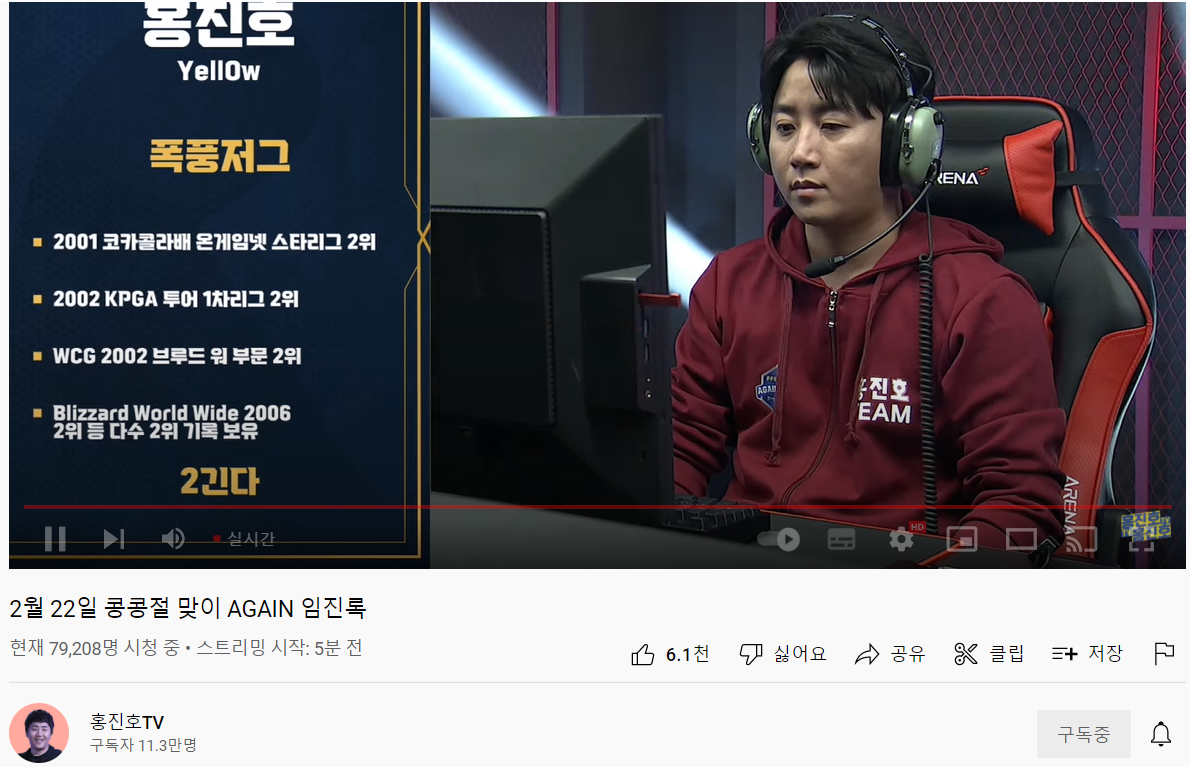 홍진호
Yell0w
폭풍저그
2001 코카콜라배 온게임넷 스타리그 2위
2002 KPGA 투어 1차리그 2위
WCG 2002 브루드 워 부문 2위
Blizzard World Wide 2006
2위 등 다수 2위 기록 보유
2긴다
ARENA
AGAIN
홍진호
TEAM
ARENA
실시간
HD
2월 22일 콩콩절 맞이 AGAIN 임진록
현재 79,208명 시청 중 • 스트리밍 시작: 5분 전
6.1천
싫어요
공유
클립
저장
홍진호TV
구독자 11.3만명
구독중